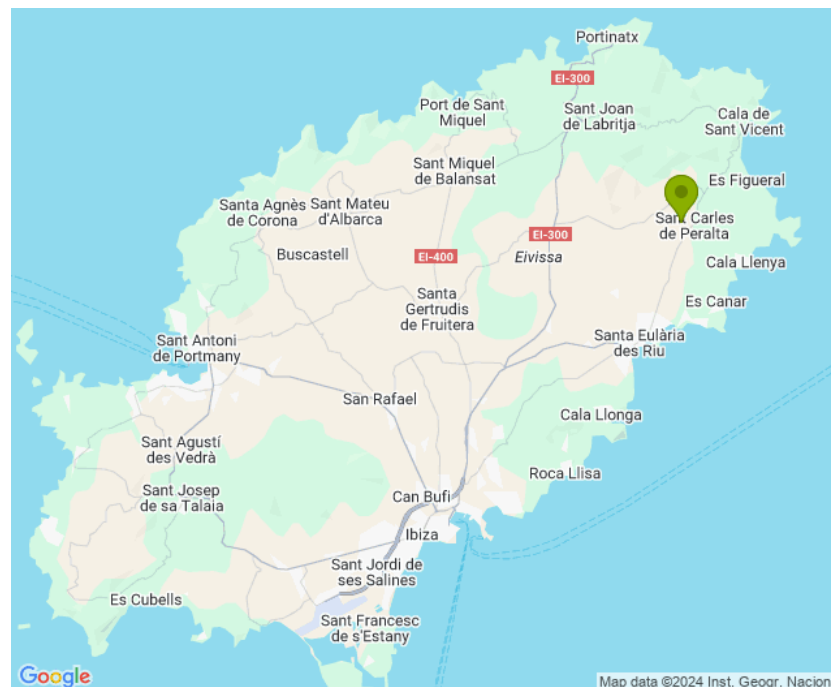 Portinatx
EI-300
Port de Sant
Miquel
Sant Joan
de Labritja
Cala de
Sant Vicent
Sant Miquel
de Balansat
Es Figueral
Santa Agnès
de Corona
Sant Mateu
d'Albarca
Sant Carles
de Peralta
EI-300
Buscastell
EI-400
Eivissa
Cala Llenya
Santa
Gertrudis
de Fruitera
Es Canar
Sant Antoni
de Portmany
Santa Eulària
des Riu
San Rafael
Cala Llonga
Sant Agustí
des Vedrà
Roca Llisa
Sant Josep
de sa Talaia
Can Bufi
Ibiza
Sant Jordi de
ses Salines
Es Cubells
Sant Francesc
de s'Estany
Google
Map data ©2024 Inst. Geogr. Nacion